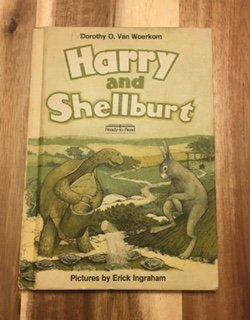 Dorothy O. Van Woerkom
Harry
and
Shellburt
Ready-to-Read
Pictures by Erick Ingraham